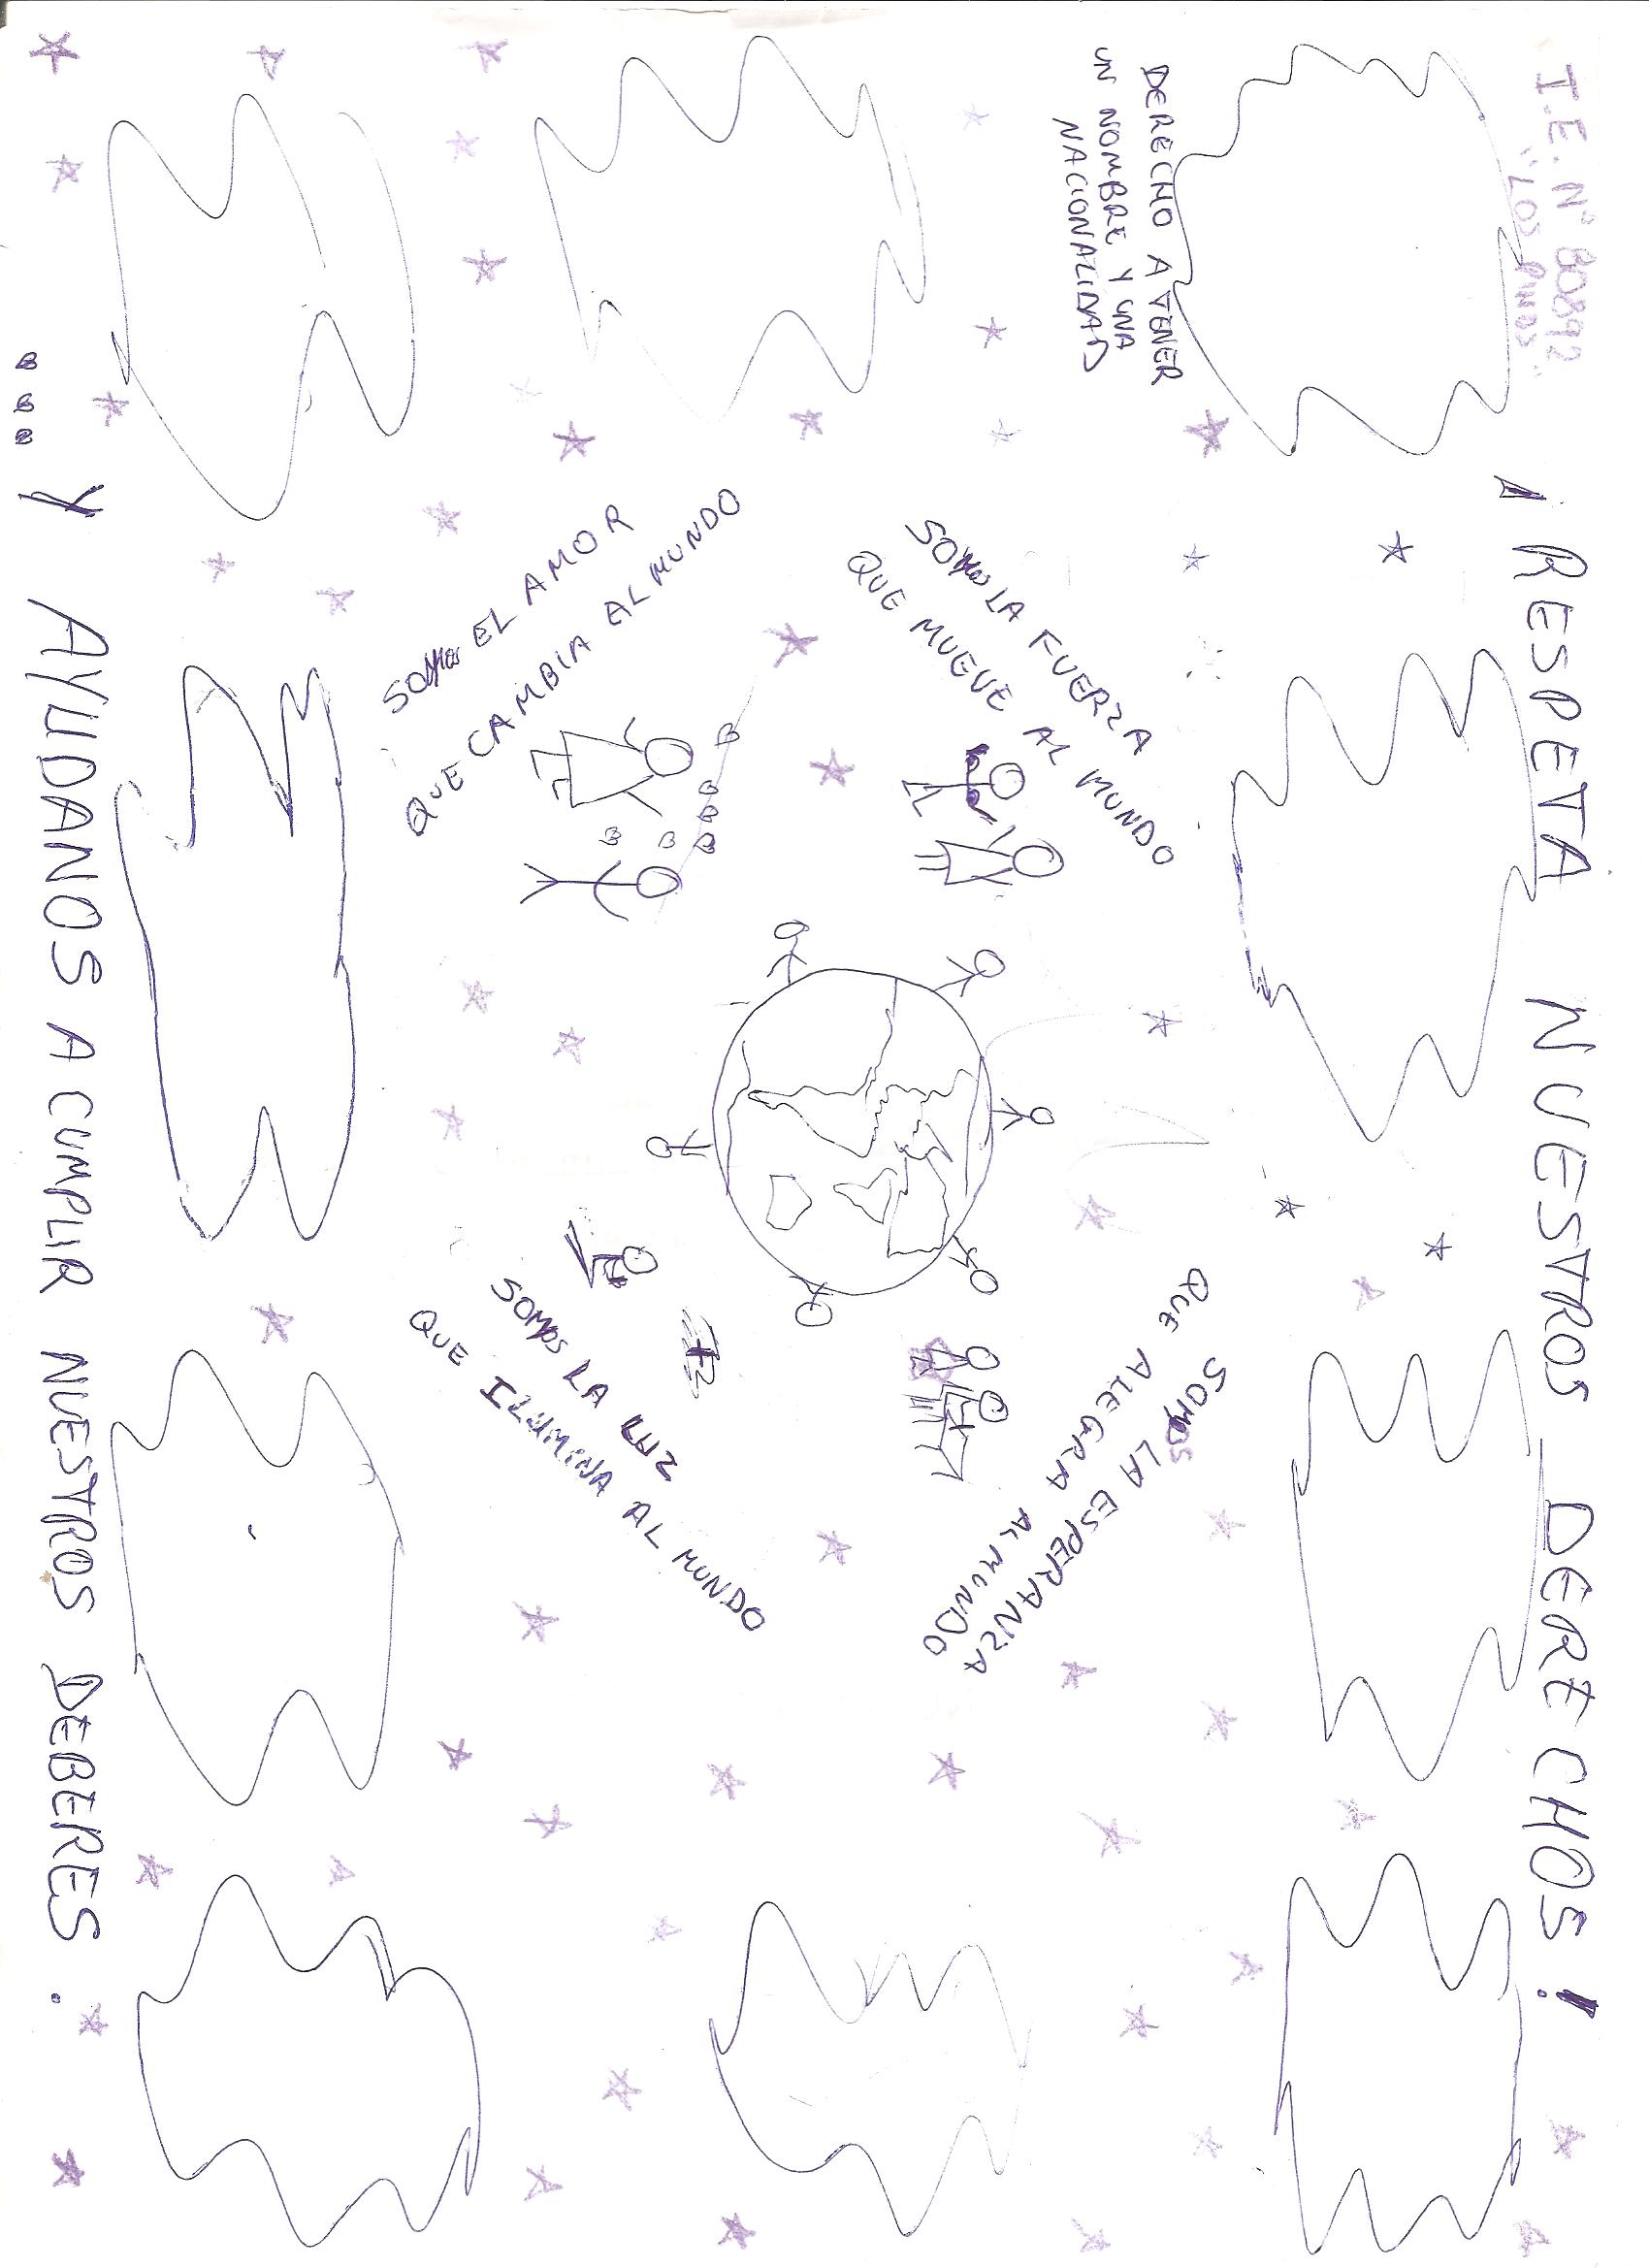 I.E. N° 80892
"LOS PINOS"
¡RESPETA NUESTROS DERECHOS!
DERECHO A TENER
UN NOMBRE Y UNA
NACIONALIDAD
SOMOS LA FUERZA
QUE MUEVE AL MUNDO
SOMOS EL AMOR
QUE CAMBIA AL MUNDO
SOMOS LA ESPERANZA
QUE ALEGRA AL MUNDO
SOMOS LA LUZ
QUE ILUMINA AL MUNDO
... Y AYUDANOS A CUMPLIR NUESTROS DEBERES.